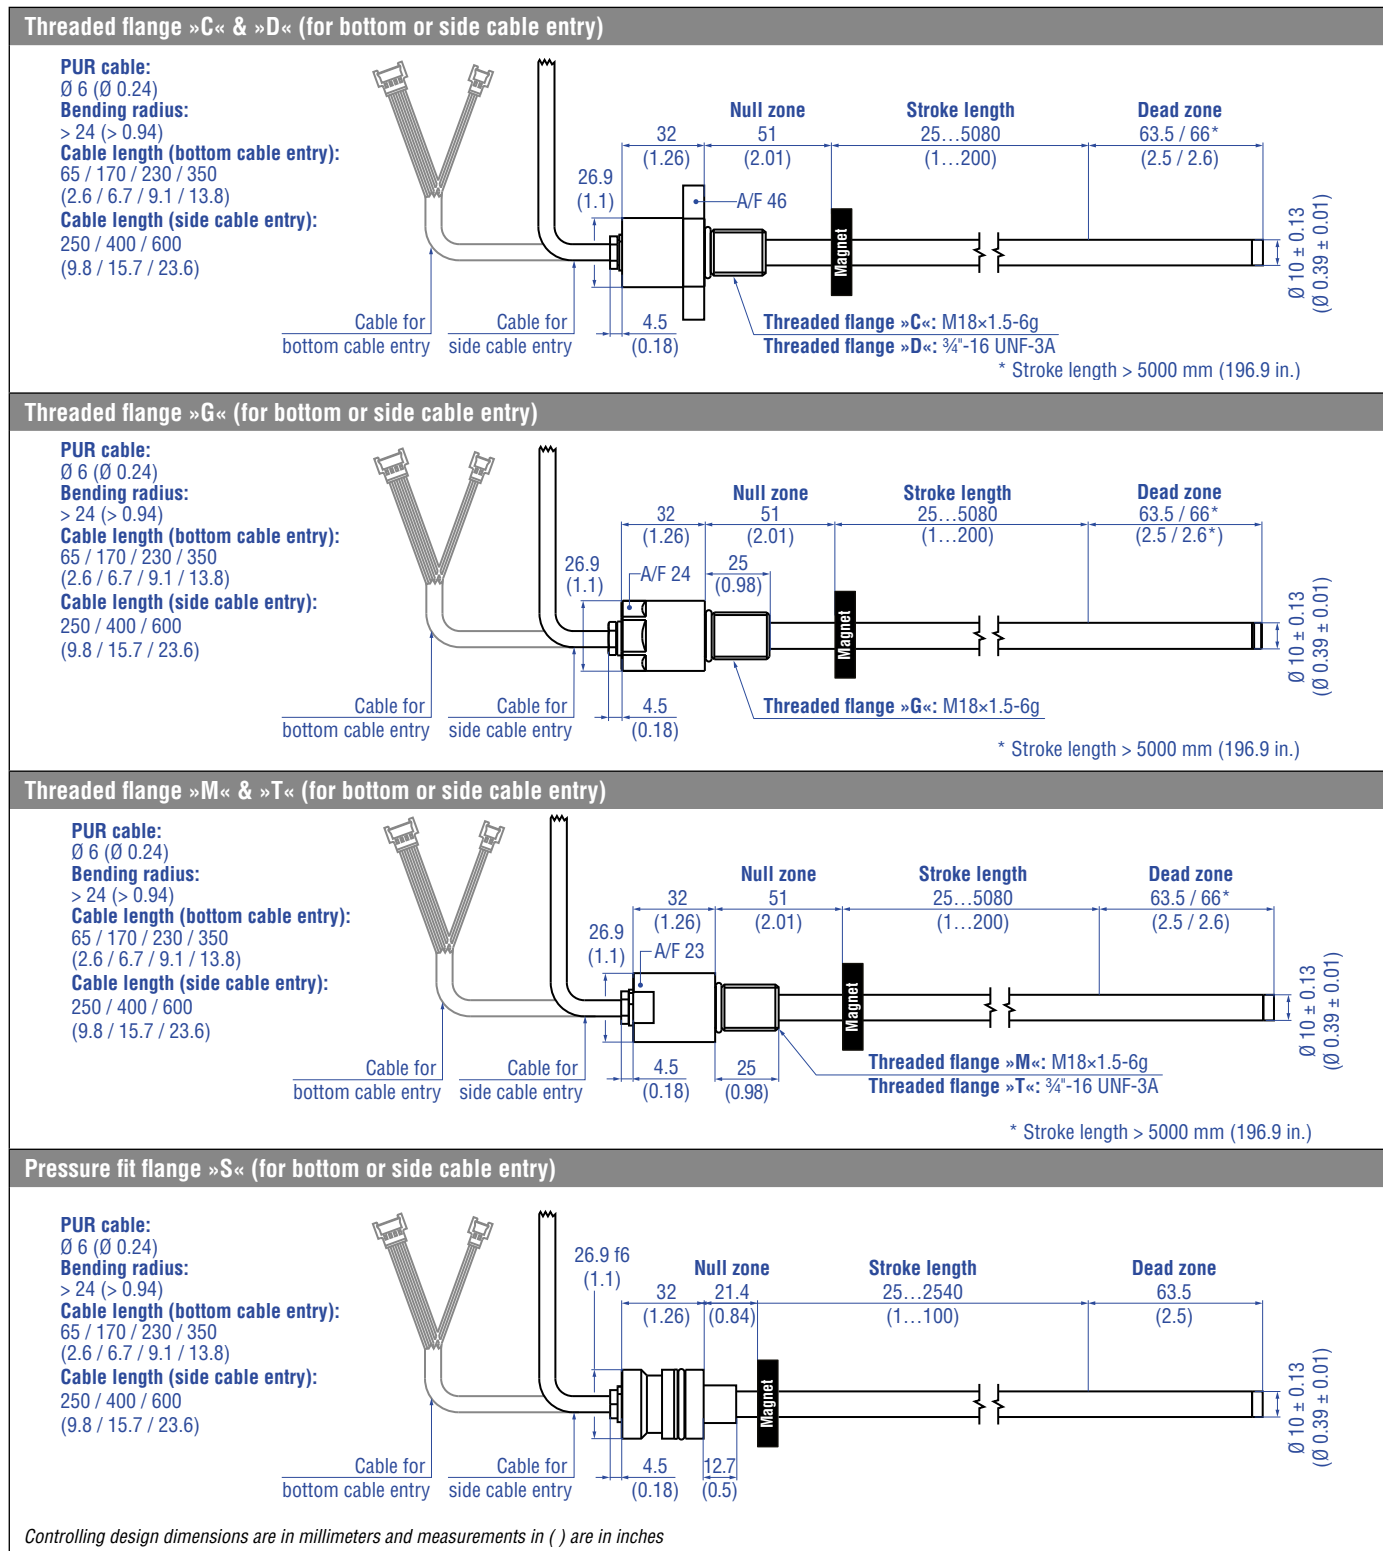 Threaded flange »C« & »D« (for bottom or side cable entry)
PUR cable:
Ø 6 (Ø 0.24)
Bending radius:
> 24 (> 0.94)
Cable length (bottom cable entry):
65 / 170 / 230 / 350
(2.6 / 6.7 / 9.1 / 13.8)
Cable length (side cable entry):
250 / 400 / 600
(9.8 / 15.7 / 23.6)
Null zone
Stroke length
Dead zone
32
51
25…5080
63.5 / 66*
(1.26)
(2.01)
(1…200)
(2.5 / 2.6)
26.9
(1.1)
A/F 46
Magnet
Ø 10 ± 0.13
(Ø 0.39 ± 0.01)
Cable for
bottom cable entry
Cable for
side cable entry
4.5
(0.18)
Threaded flange »C«: M18×1.5-6g
Threaded flange »D«: ¾"-16 UNF-3A
* Stroke length > 5000 mm (196.9 in.)
Threaded flange »G« (for bottom or side cable entry)
PUR cable:
Ø 6 (Ø 0.24)
Bending radius:
> 24 (> 0.94)
Cable length (bottom cable entry):
65 / 170 / 230 / 350
(2.6 / 6.7 / 9.1 / 13.8)
Cable length (side cable entry):
250 / 400 / 600
(9.8 / 15.7 / 23.6)
Null zone
Stroke length
Dead zone
32
51
25…5080
63.5 / 66*
(1.26)
(2.01)
(1…200)
(2.5 / 2.6*)
26.9
(1.1)
A/F 24
25
(0.98)
Magnet
Ø 10 ± 0.13
(Ø 0.39 ± 0.01)
Cable for
bottom cable entry
Cable for
side cable entry
4.5
(0.18)
Threaded flange »G«: M18×1.5-6g
* Stroke length > 5000 mm (196.9 in.)
Threaded flange »M« & »T« (for bottom or side cable entry)
PUR cable:
Ø 6 (Ø 0.24)
Bending radius:
> 24 (> 0.94)
Cable length (bottom cable entry):
65 / 170 / 230 / 350
(2.6 / 6.7 / 9.1 / 13.8)
Cable length (side cable entry):
250 / 400 / 600
(9.8 / 15.7 / 23.6)
Null zone
Stroke length
Dead zone
32
51
25…5080
63.5 / 66*
(1.26)
(2.01)
(1…200)
(2.5 / 2.6)
26.9
(1.1)
A/F 23
Magnet
Ø 10 ± 0.13
(Ø 0.39 ± 0.01)
Cable for
bottom cable entry
Cable for
side cable entry
4.5
(0.18)
25
(0.98)
Threaded flange »M«: M18×1.5-6g
Threaded flange »T«: ¾"-16 UNF-3A
* Stroke length > 5000 mm (196.9 in.)
Pressure fit flange »S« (for bottom or side cable entry)
PUR cable:
Ø 6 (Ø 0.24)
Bending radius:
> 24 (> 0.94)
Cable length (bottom cable entry):
65 / 170 / 230 / 350
(2.6 / 6.7 / 9.1 / 13.8)
Cable length (side cable entry):
250 / 400 / 600
(9.8 / 15.7 / 23.6)
26.9 f6
(1.1)
Null zone
Stroke length
Dead zone
32
21.4
25…2540
63.5
(1.26)
(0.84)
(1…100)
(2.5)
Magnet
Ø 10 ± 0.13
(Ø 0.39 ± 0.01)
Cable for
bottom cable entry
Cable for
side cable entry
4.5
(0.18)
12.7
(0.5)
Controlling design dimensions are in millimeters and measurements in ( ) are in inches